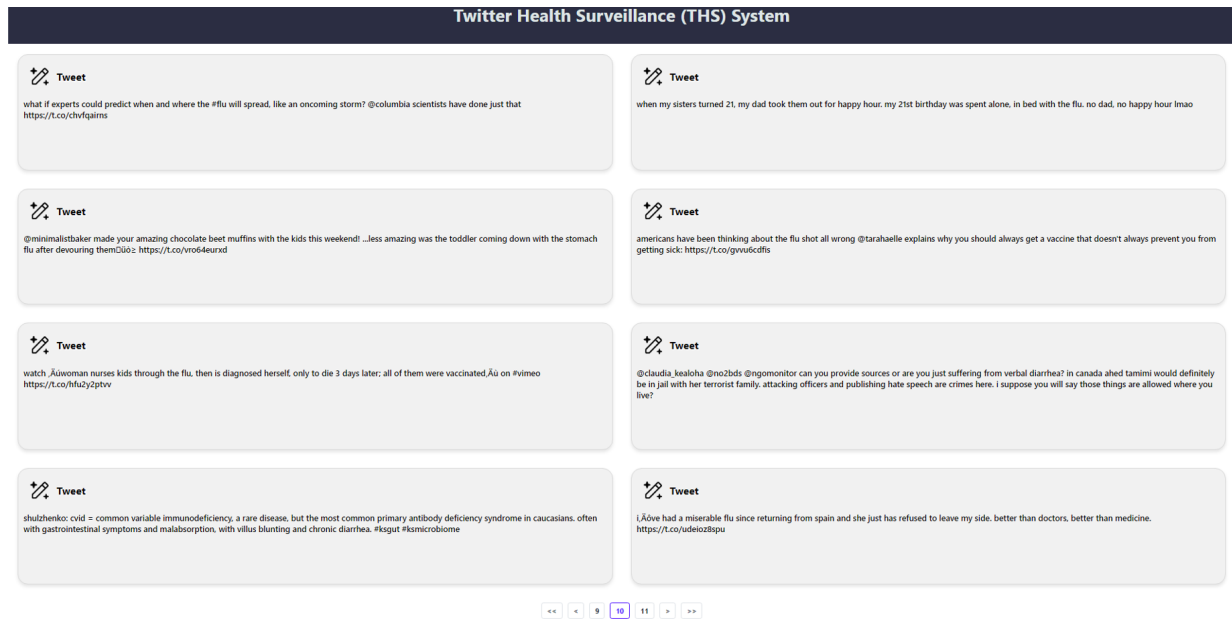 Twitter Health Surveillance (THS) System
Tweet
what if experts could predict when and where the #flu will spread, like an oncoming storm? @columbia scientists have done just that
https://t.co/chvfqairns
Tweet
when my sisters turned 21, my dad took them out for happy hour. my 21st birthday was spent alone, in bed with the flu. no dad, no happy hour lmao
Tweet
@minimalistbaker made your amazing chocolate beet muffins with the kids this weekend! ...less amazing was the toddler coming down with the stomach
flu after devouring them□üò≥ https://t.co/vro64eurxd
Tweet
americans have been thinking about the flu shot all wrong @tarahaelle explains why you should always get a vaccine that doesn't always prevent you from
getting sick: https://t.co/gvvu6cdfis
Tweet
watch ‚Äúwoman nurses kids through the flu, then is diagnosed herself, only to die 3 days later; all of them were vaccinated‚Äù on #vimeo
https://t.co/hfu2y2ptvv
Tweet
@claudia_kealoha @no2bds @ngomonitor can you provide sources or are you just suffering from verbal diarrhea? in canada ahed tamimi would definitely
be in jail with her terrorist family. attacking officers and publishing hate speech are crimes here. i suppose you will say those things are allowed where you
live?
Tweet
shulzhenko: cvid = common variable immunodeficiency, a rare disease, but the most common primary antibody deficiency syndrome in caucasians. often
with gastrointestinal symptoms and malabsorption, with villus blunting and chronic diarrhea. #ksgut #ksmicrobiome
Tweet
i‚Äôve had a miserable flu since returning from spain and she just has refused to leave my side. better than doctors, better than medicine.
https://t.co/udeioz8spu
<< < 9 10 11 > >>